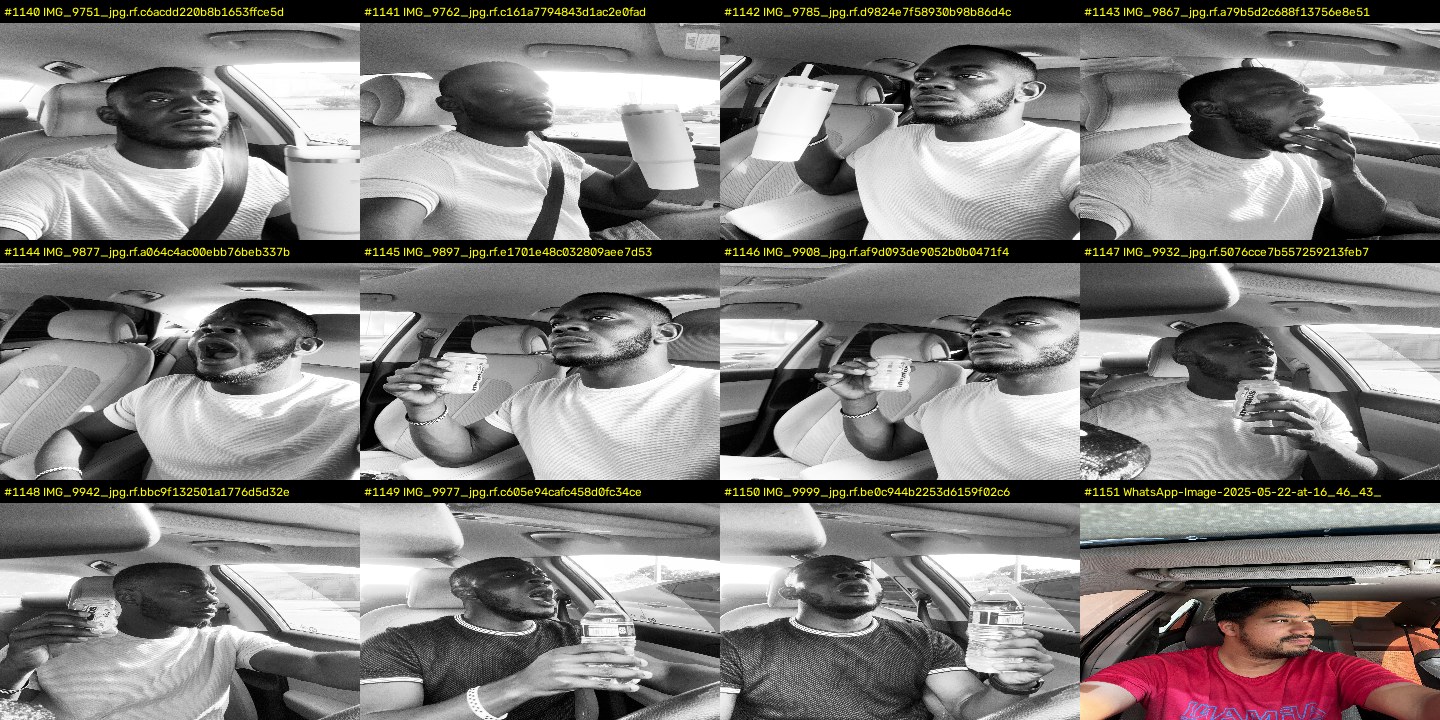 #1140 IMG_9751_jpg.rf.c6acdd220b8b1653ffce5d
#1141 IMG_9762_jpg.rf.c161a7794843d1ac2e0fad
#1142 IMG_9785_jpg.rf.d9824e7f58930b98b86d4c
#1143 IMG_9867_jpg.rf.a79b5d2c688f13756e8e51
#1144 IMG_9877_jpg.rf.a064c4ac00ebb76beb337b
#1145 IMG_9897_jpg.rf.e1701e48c032809aee7d53
#1146 IMG_9908_jpg.rf.af9d093de9052b0b0471f4
#1147 IMG_9932_jpg.rf.5076cce7b557259213feb7
#1148 IMG_9942_jpg.rf.bbc9f132501a1776d5d32e
#1149 IMG_9977_jpg.rf.c605e94cafc458d0fc34ce
#1150 IMG_9999_jpg.rf.be0c944b2253d6159f02c6
#1151 WhatsApp-Image-2025-05-22-at-16_46_43_